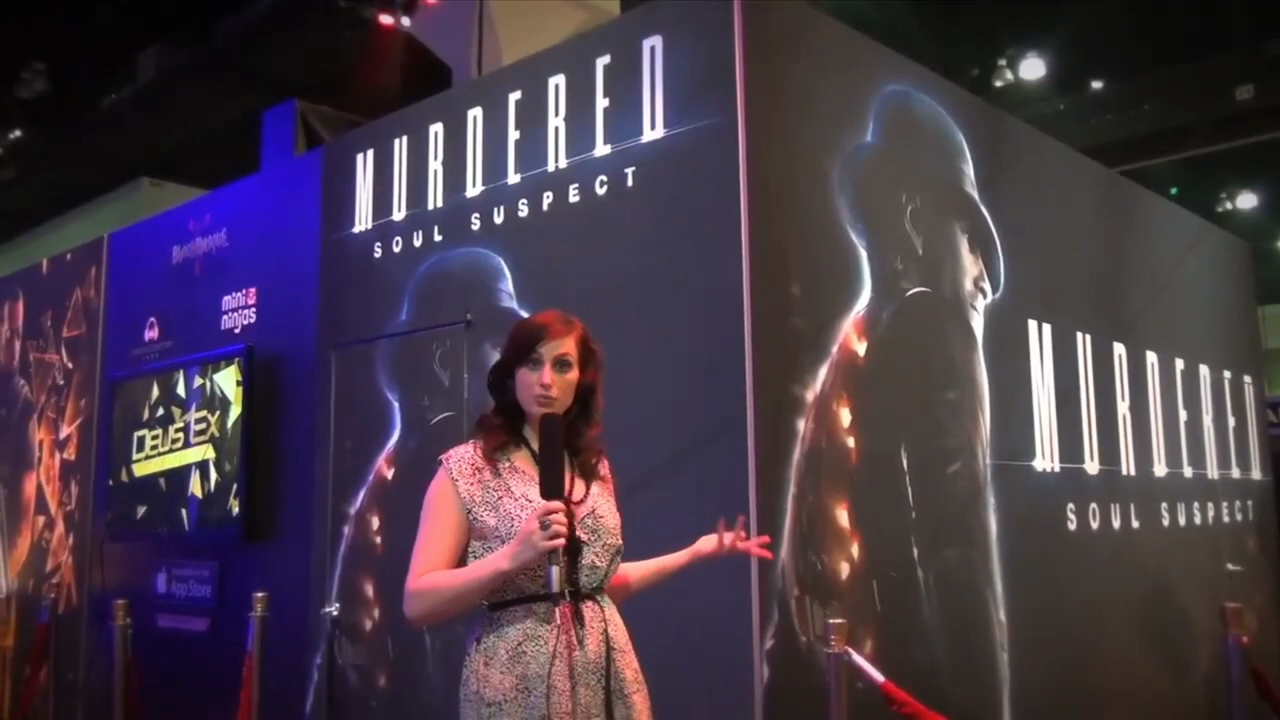 MURDERED
SOUL SUSPECT
mini
ninjas
DEUS EX
App Store
MURDERED
SOUL SUSPECT